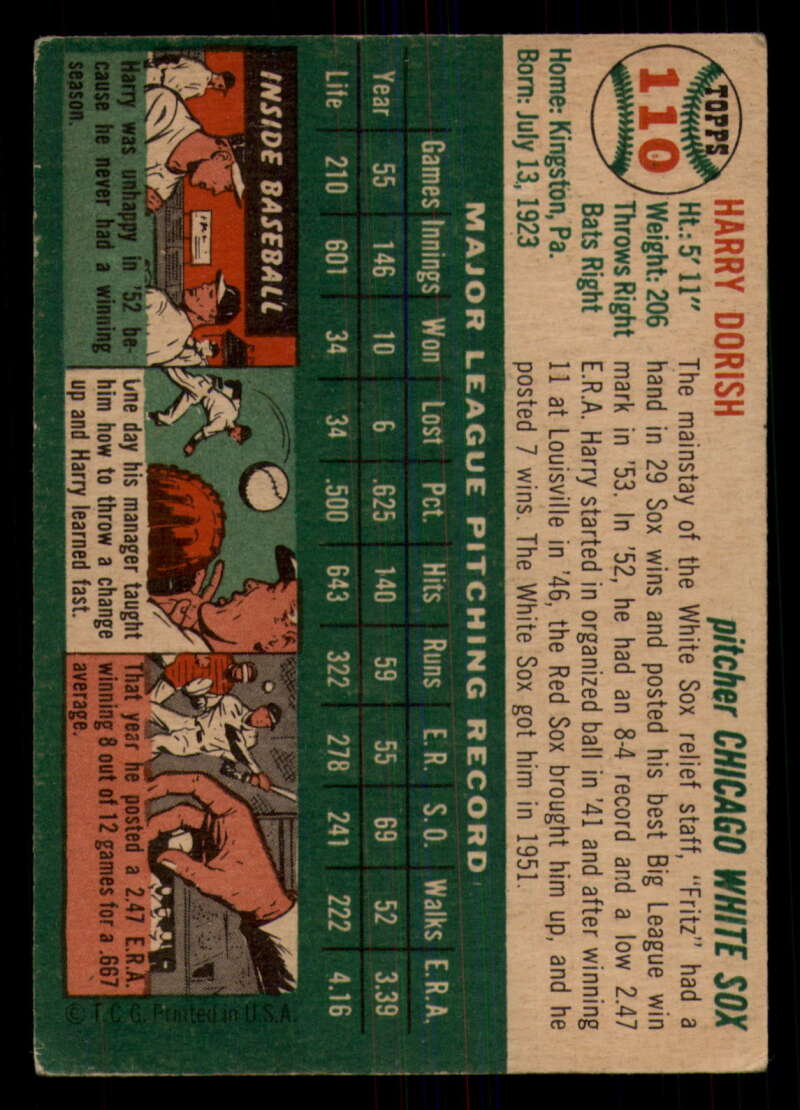 TOPPS
110
HARRY DORISH
pitcher CHICAGO WHITE SOX
Ht.: 5' 11"
Weight: 206
Throws Right
Bats Right
Home: Kingston, Pa.
Born: July 13, 1923
The mainstay of the White Sox relief staff, "Fritz" had a
hand in 29 Sox wins and posted his best Big League win
mark in '53. In '52, he had an 8-4 record and a low 2.47
E.R.A. Harry started in organized ball in '41 and after winning
11 at Louisville in '46, the Red Sox brought him up, and he
posted 7 wins. The White Sox got him in 1951.
MAJOR LEAGUE PITCHING RECORD
Games Innings Won Lost Pct. Hits Runs E.R. S.O. Walks E.R.A.
Year 55 146 10 6 .625 140 59 55 69 52 3.39
Life 210 601 34 34 .500 643 322 278 241 222 4.16
INSIDE BASEBALL
Harry was unhappy in '52 be-
cause he never had a winning
season.
One day his manager taught
him how to throw a change
up and Harry learned fast.
That year he posted a 2.47 E.R.A.
winning 8 out of 12 games for a .667
average.
© T.C.G. Printed in U.S.A.